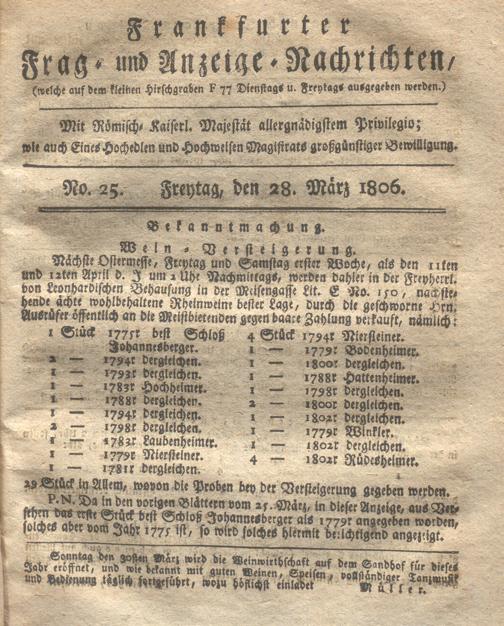 Frankfurter
Frag- und Anzeige-Nachrichten,
(welche auf dem kleinen Hirschgraben F 77 Dienstags u. Freytags ausgegeben werden.)
Mit Römisch-Kaiserl. Majestät allergnädigstem Privilegio;
wie auch Eines Hochedlen und Hochweisen Magistrats großgünstiger Bewilligung.
No. 25. Freytag, den 28. März 1806.
Bekanntmachung.
Wein-Versteigerung.
Nächste Ostermesse, Freytag und Samstag erster Woche, als den 11ten
und 12ten April d. J um 2 Uhr Nachmittags, werden dahier in der Freyherrl.
von Leonhardischen Behausung in der Meisengasse Lit. E No. 150, nachste-
hende ächte wohlbehaltene Rheinweine bester Lage, durch die geschworne Hrn.
Ausrüfer öffentlich an die Meistbietenden gegen baare Zahlung verkauft, nämlich:
1 Stück 1775r best Schloß
Johannesberger.
2 — 1794r dergleichen.
1 — 1793r dergleichen.
1 — 1783r Hochheimer.
1 — 1788r dergleichen.
1 — 1794r dergleichen.
2 — 1798r dergleichen.
1 — 1782r Laubenheimer.
1 — 1779r Niersteiner.
1 — 1781r dergleichen.
4 Stück 1794r Niersteiner.
1 — 1779r Bodenheimer.
1 — 1800r dergleichen.
1 — 1788r Hattenheimer.
1 — 1798r dergleichen.
2 — 1800r dergleichen.
1 — 1802r dergleichen.
1 — 1779r Winkler.
1 — 1802r dergleichen.
4 — 1802r Rüdesheimer.
29 Stück in Allem, wovon die Proben bey der Versteigerung gegeben werden.
P.N. Da in den vorigen Blättern vom 25. März, in dieser Anzeige, aus Ver-
sehen das erste Stück best Schloß Johannesberger als 1779r angegeben worden,
solches aber vom Jahr 1775 ist, so wird solches hiermit berichtigend angezeigt.
Sonntag den 30sten März wird die Weinwirthschaft auf dem Sandhof für dieses
Jahr eröffnet, und wie bekannt mit guten Weinen, Speisen, vollständiger Tanzmusik
und Bedienung täglich fortgeführt, wozu höflichst einladet Müller.